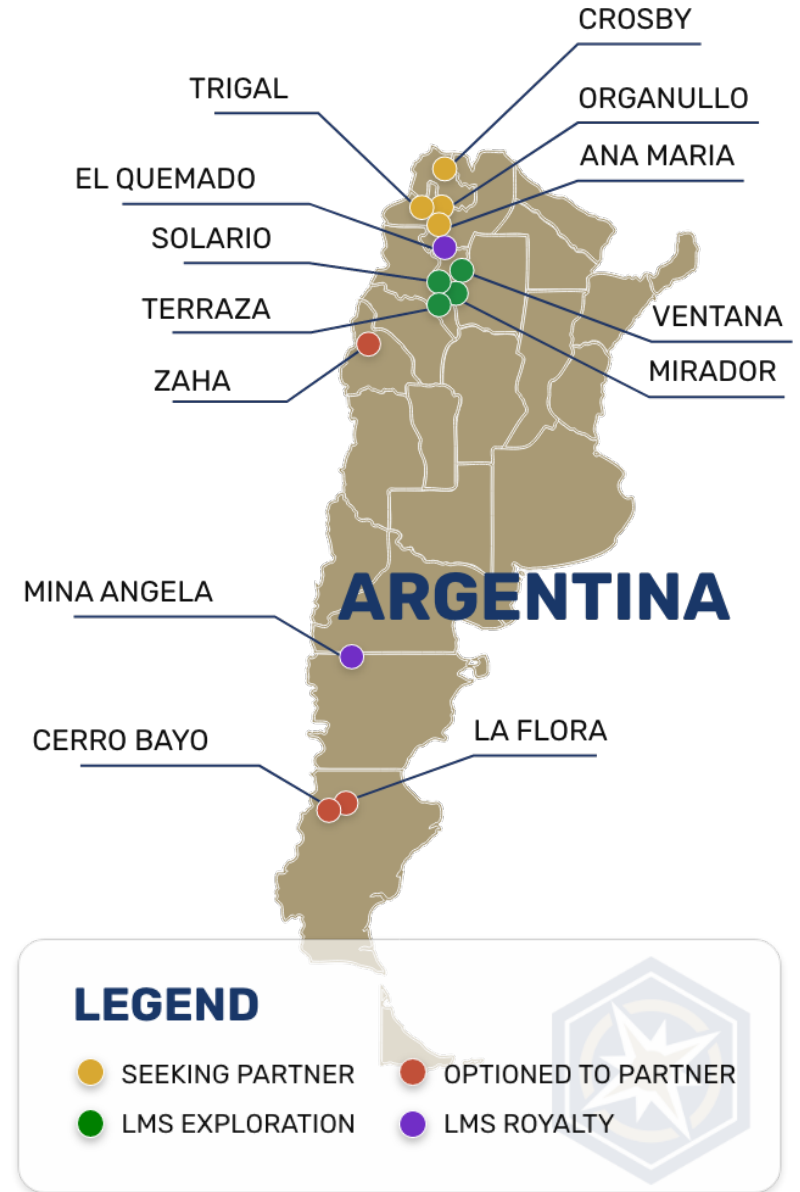 CROSBY
TRIGAL
ORGANULLO
ANA MARIA
EL QUEMADO
SOLARIO
TERRAZA
VENTANA
ZAHA
MIRADOR
MINA ANGELA
ARGENTINA
LA FLORA
CERRO BAYO
LEGEND
SEEKING PARTNER
OPTIONED TO PARTNER
LMS EXPLORATION
LMS ROYALTY